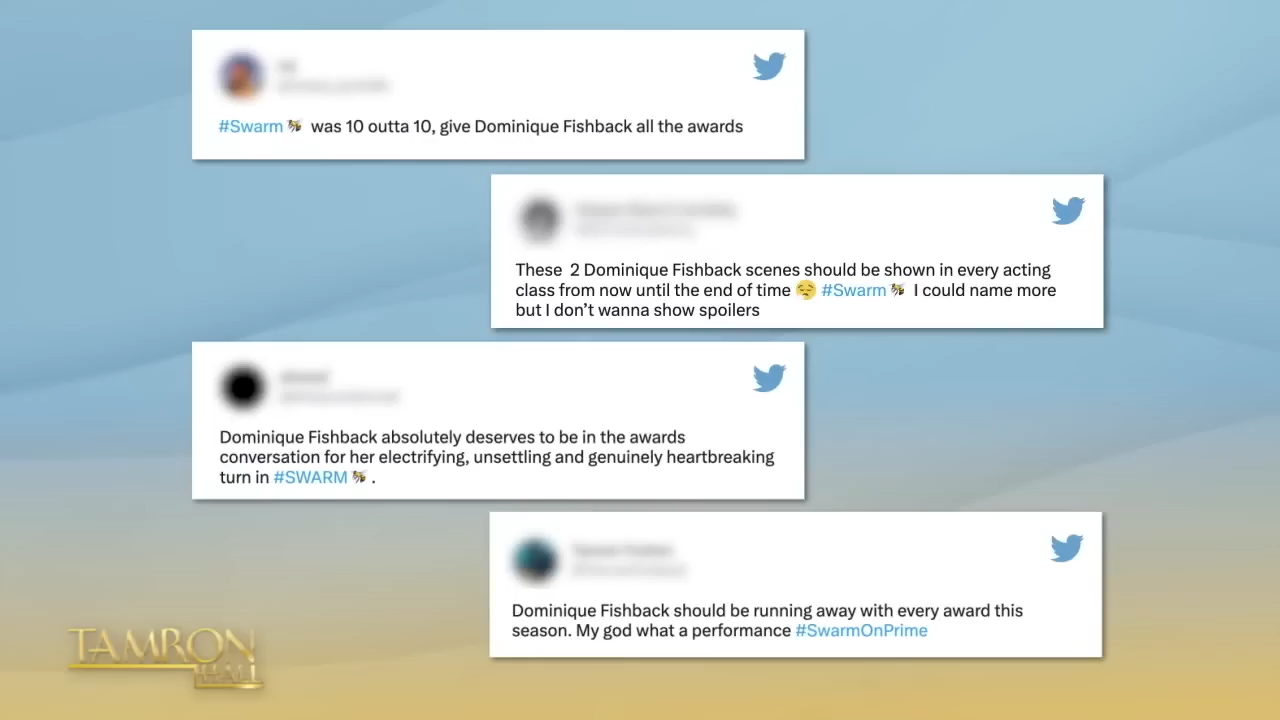 #Swarm was 10 outta 10, give Dominique Fishback all the awards
These 2 Dominique Fishback scenes should be shown in every acting
class from now until the end of time 😔 #Swarm I could name more
but I don’t wanna show spoilers
Dominique Fishback absolutely deserves to be in the awards
conversation for her electrifying, unsettling and genuinely heartbreaking
turn in #SWARM .
Dominique Fishback should be running away with every award this
season. My god what a performance #SwarmOnPrime
TAMRON
HALL